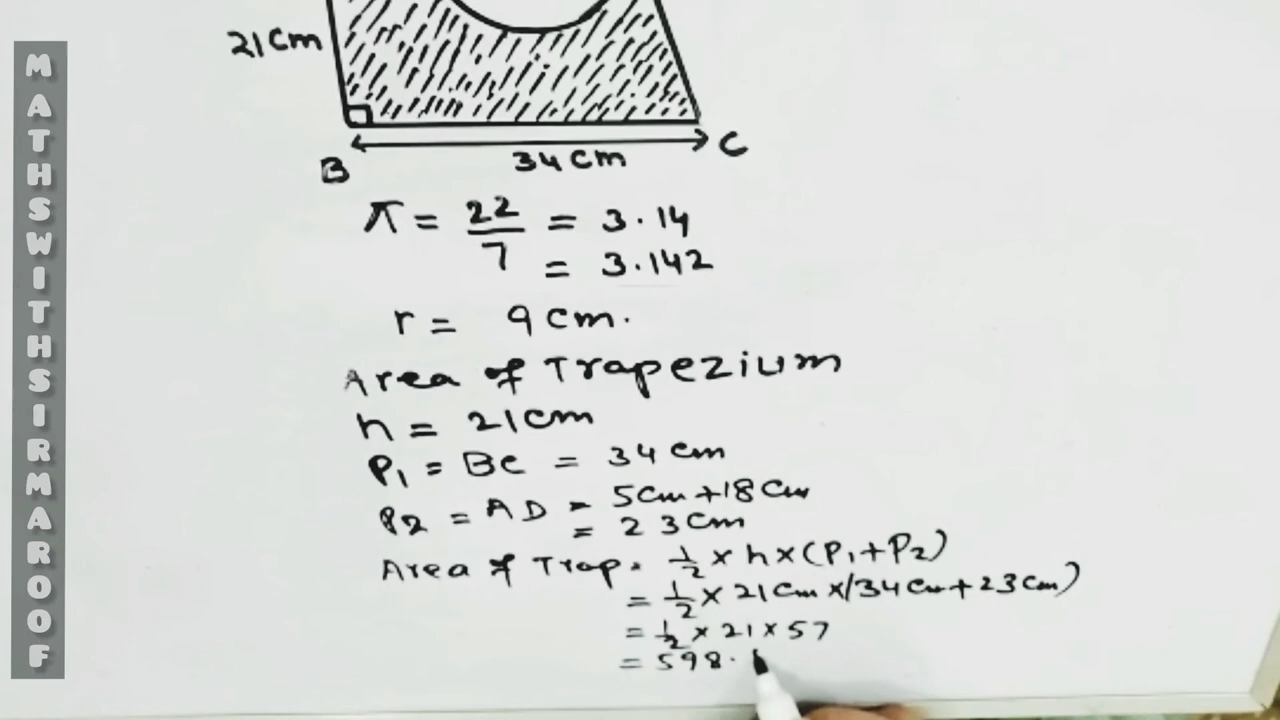 MATHSWITHSIRMAROOF
21cm
B
34cm
C
π = 22/7 = 3.14
= 3.142
r = 9cm.
Area of Trapezium
h = 21cm
P1 = BC = 34cm
P2 = AD = 5cm+18cm
= 23cm
Area of Trap. 1/2 × h × (P1+P2)
= 1/2 × 21cm × (34cm+23cm)
= 1/2 × 21 × 57
= 598.